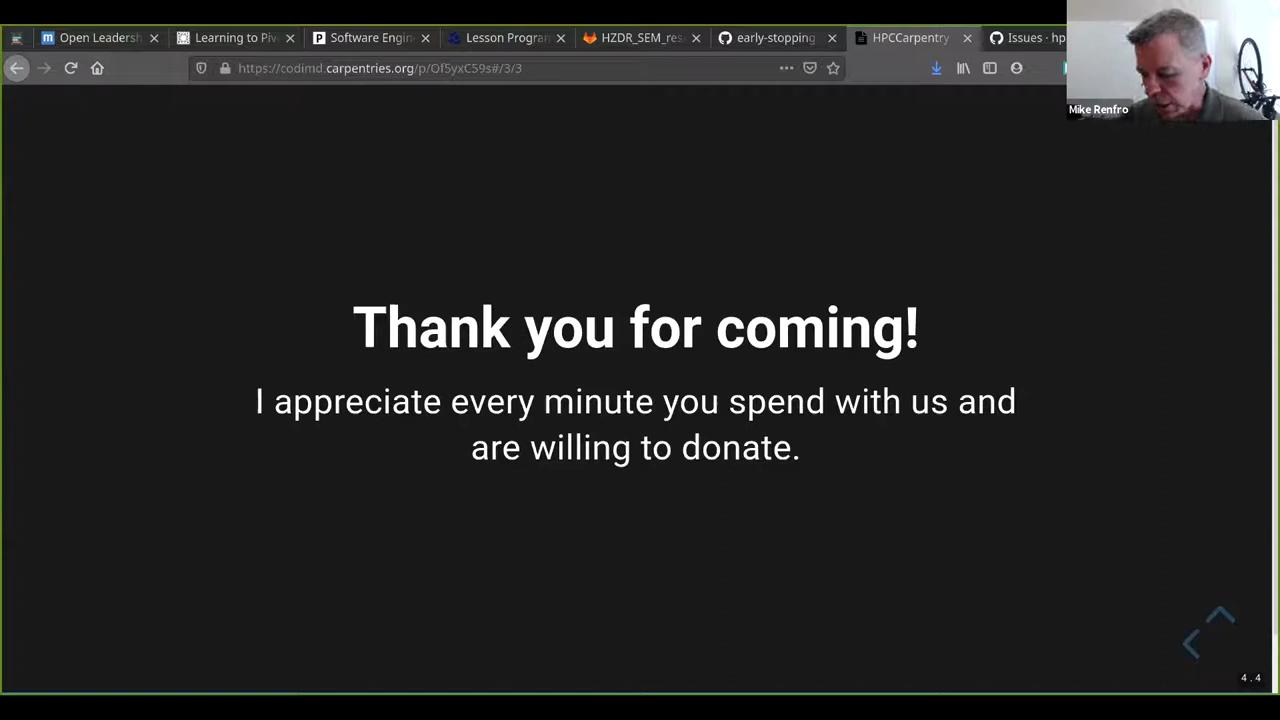 Open Leadersh
Learning to Piv
Software Engin
Lesson Progra
HZDR_SEM_res
early-stopping
HPCCarpentry
Issues · hp
https://codimd.carpentries.org/p/Of5yxC59s#/3/3
Mike Renfro
Thank you for coming!
I appreciate every minute you spend with us and
are willing to donate.
4.4